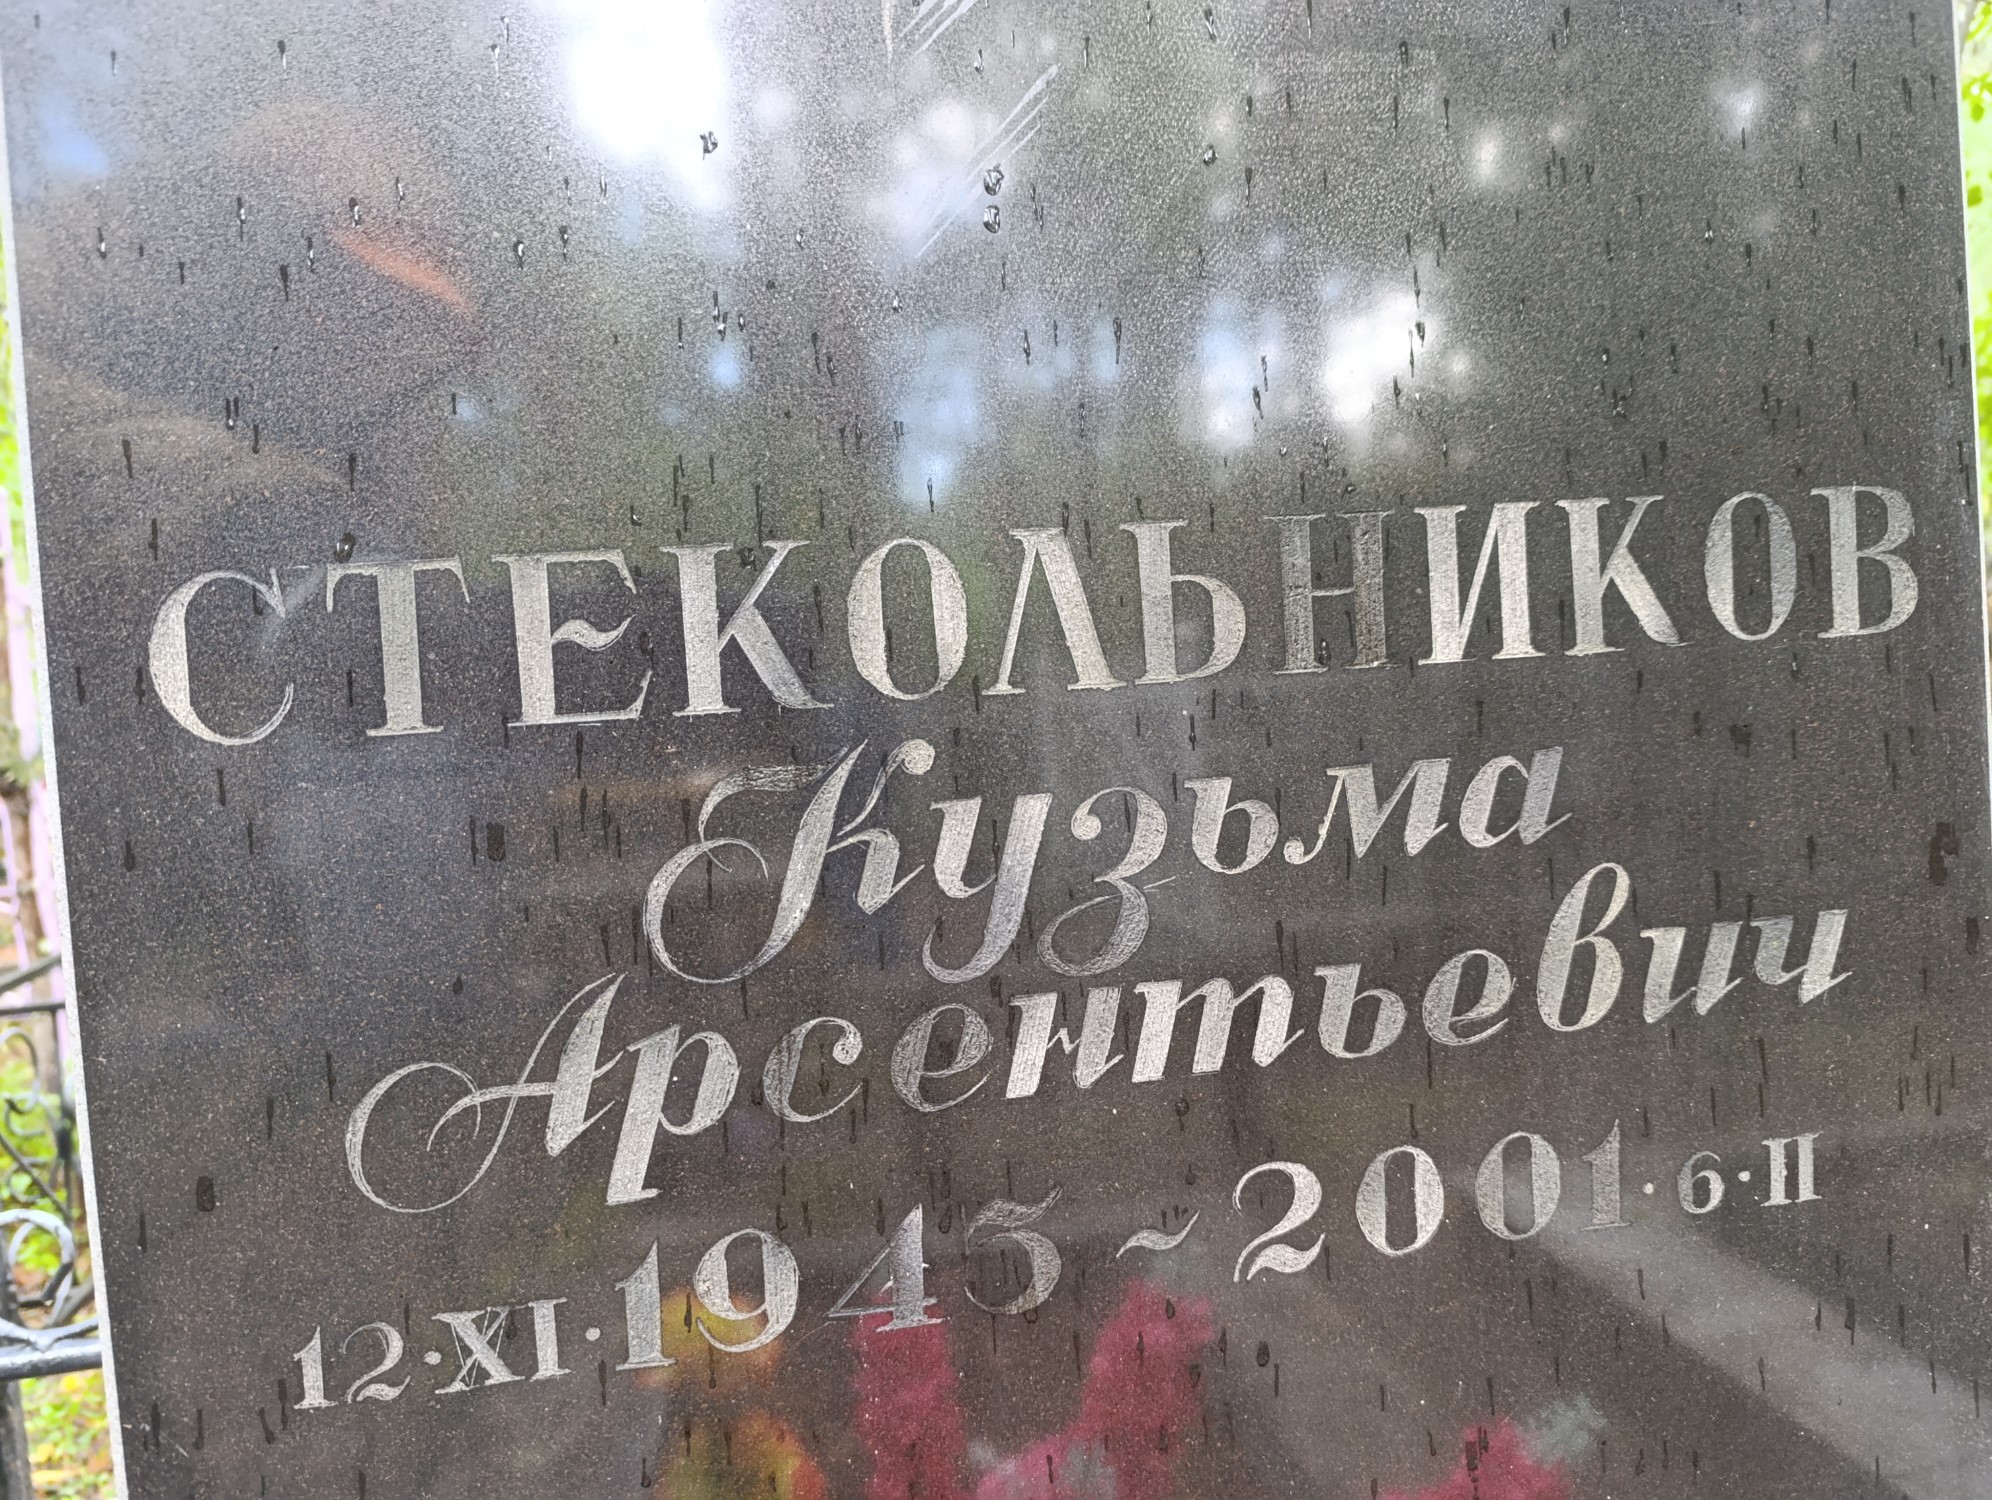 СТЕКОЛЬНИКОВ
Кузьма
Арсентьевич
12·XI·1945~2001·6·II